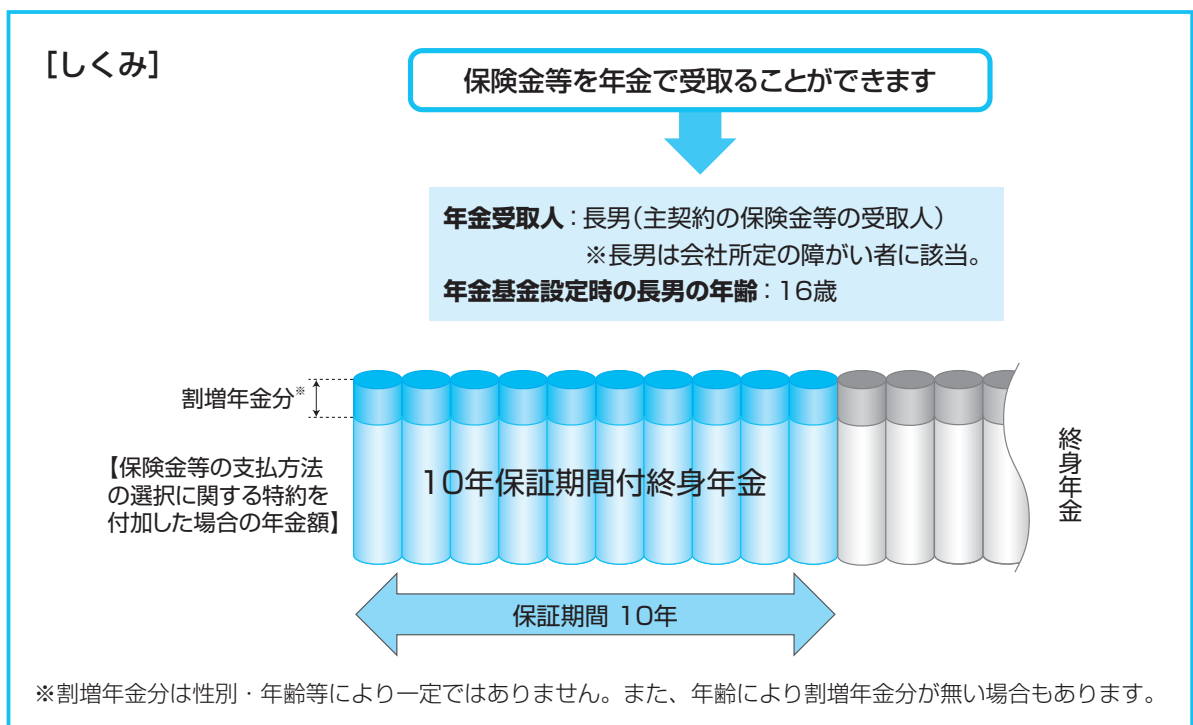 [しくみ]
保険金等を年金で受取ることができます
年金受取人：長男（主契約の保険金等の受取人）
※長男は会社所定の障がい者に該当。
年金基金設定時の長男の年齢：16歳
割増年金分※
【保険金等の支払方法
の選択に関する特約を
付加した場合の年金額】
10年保証期間付終身年金
終身年金
保証期間 10年
※割増年金分は性別・年齢等により一定ではありません。また、年齢により割増年金分が無い場合もあります。